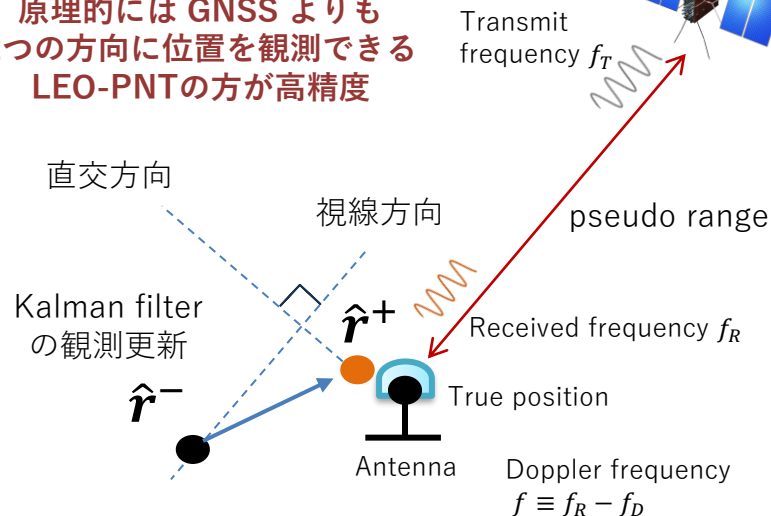 原理的には GNSS よりも
つの方向に位置を観測できる
LEO-PNTの方が高精度
Transmit
frequency f_T
直交方向
視線方向
pseudo range
Kalman filter
の観測更新
r̂⁺
Received frequency f_R
r̂⁻
True position
Antenna
Doppler frequency
f ≡ f_R − f_D